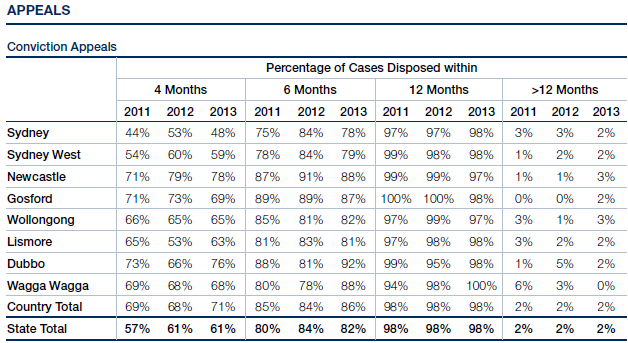 APPEALS
Conviction Appeals
Percentage of Cases Disposed within
4 Months 6 Months 12 Months >12 Months
2011 2012 2013 2011 2012 2013 2011 2012 2013 2011 2012 2013
Sydney 44% 53% 48% 75% 84% 78% 97% 97% 98% 3% 3% 2%
Sydney West 54% 60% 59% 78% 84% 79% 99% 98% 98% 1% 2% 2%
Newcastle 71% 79% 78% 87% 91% 88% 99% 99% 97% 1% 1% 3%
Gosford 71% 73% 69% 89% 89% 87% 100% 100% 98% 0% 0% 2%
Wollongong 66% 65% 65% 85% 81% 82% 97% 99% 97% 3% 1% 3%
Lismore 65% 53% 63% 81% 83% 81% 97% 98% 98% 3% 2% 2%
Dubbo 73% 66% 76% 88% 81% 92% 99% 95% 98% 1% 5% 2%
Wagga Wagga 69% 68% 68% 80% 78% 88% 94% 98% 100% 6% 3% 0%
Country Total 69% 68% 71% 85% 84% 86% 98% 98% 98% 2% 2% 2%
State Total 57% 61% 61% 80% 84% 82% 98% 98% 98% 2% 2% 2%